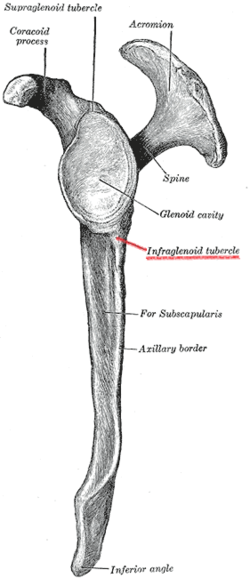 Supraglenoid tubercle
Coracoid
process
Acromion
Spine
Glenoid cavity
Infraglenoid tubercle
For Subscapularis
Axillary border
Inferior angle